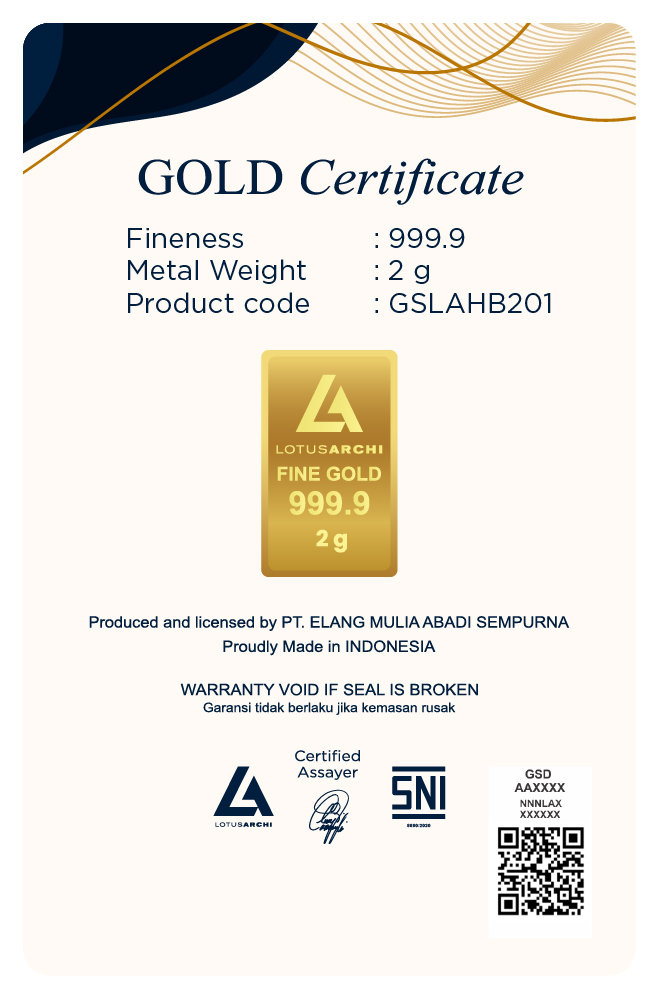 GOLD Certificate
Fineness : 999.9
Metal Weight : 2 g
Product code : GSLAHB201
LOTUSARCHI
FINE GOLD
999.9
2 g
Produced and licensed by PT. ELANG MULIA ABADI SEMPURNA
Proudly Made in INDONESIA
WARRANTY VOID IF SEAL IS BROKEN
Garansi tidak berlaku jika kemasan rusak
Certified
Assayer
LOTUSARCHI
SNI
GSD
AAXXXX
NNNLAX
XXXXXX